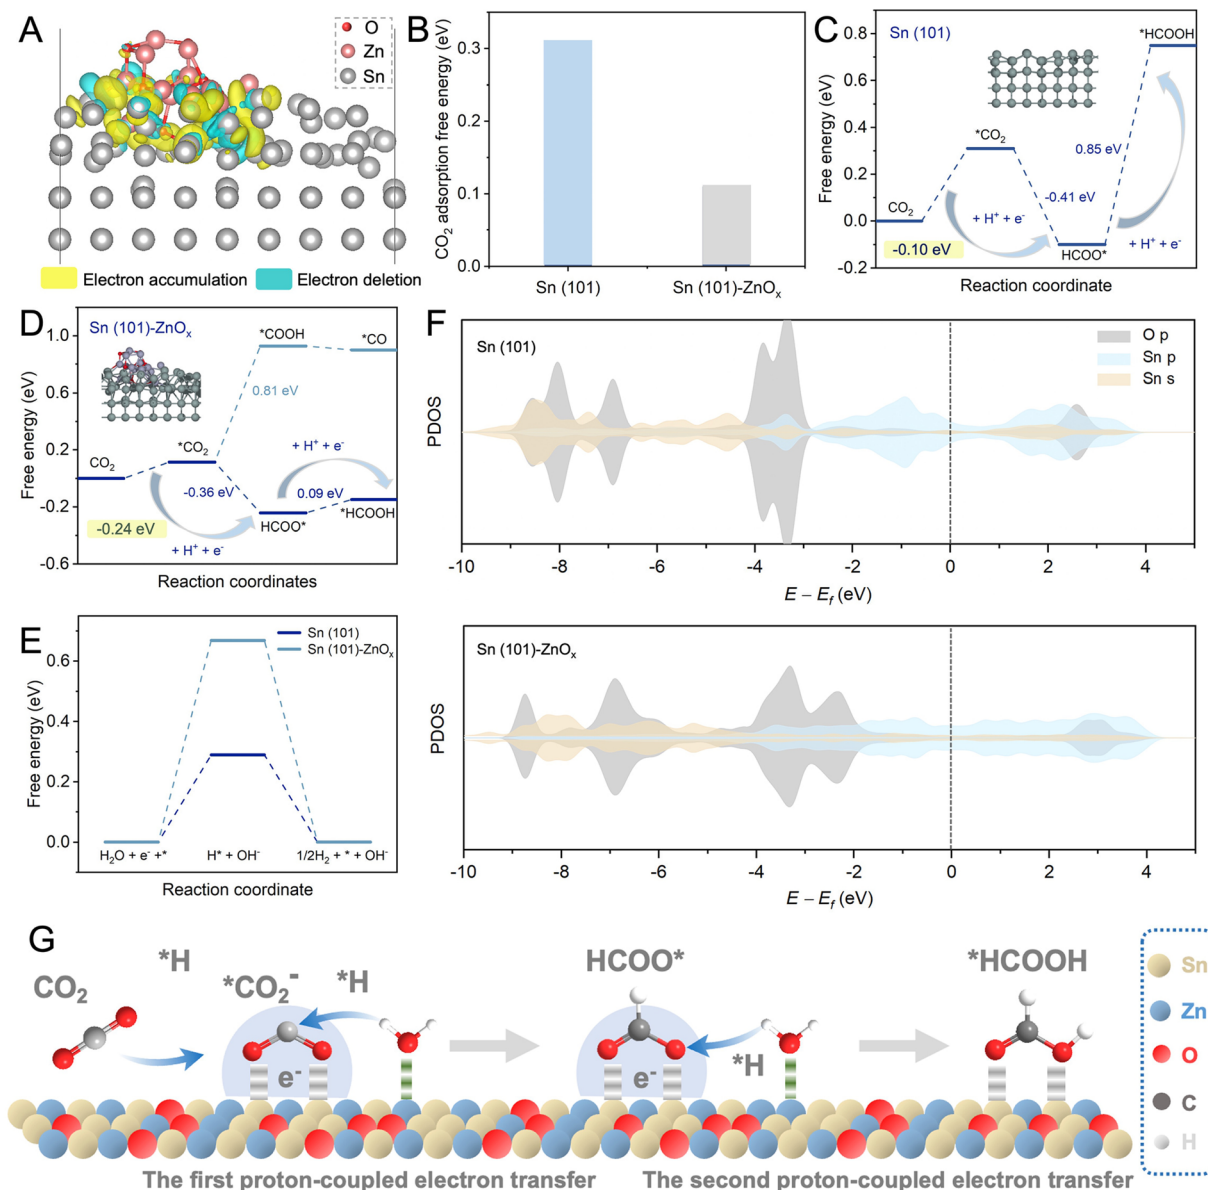 A
O
Zn
Sn
Electron accumulation
Electron deletion
B
CO₂ adsorption free energy (eV)
0.3
0.2
0.1
0.0
Sn (101)
Sn (101)-ZnOₓ
C
Sn (101)
Free energy (eV)
0.8
0.6
0.4
0.2
0.0
-0.2
CO₂
*CO₂
HCOO*
*HCOOH
0.85 eV
-0.41 eV
-0.10 eV
+ H⁺ + e⁻
+ H⁺ + e⁻
Reaction coordinate
D
Sn (101)-ZnOₓ
Free energy (eV)
1.0
0.6
0.2
-0.2
-0.6
CO₂
*CO₂
*COOH
*CO
0.81 eV
+ H⁺ + e⁻
-0.36 eV
0.09 eV
HCOO*
*HCOOH
-0.24 eV
+ H⁺ + e⁻
Reaction coordinates
E
Sn (101)
Sn (101)-ZnOₓ
Free energy (eV)
0.6
0.4
0.2
0.0
H₂O + e⁻ +*
H* + OH⁻
1/2H₂ + * + OH⁻
Reaction coordinate
F
Sn (101)
O p
Sn p
Sn s
PDOS
-10 -8 -6 -4 -2 0 2 4
E – E_f (eV)
Sn (101)-ZnOₓ
PDOS
-10 -8 -6 -4 -2 0 2 4
E – E_f (eV)
G
CO₂
*H
*CO₂⁻
*H
HCOO*
*H
*HCOOH
e⁻
e⁻
Sn
Zn
O
C
H
The first proton-coupled electron transfer
The second proton-coupled electron transfer